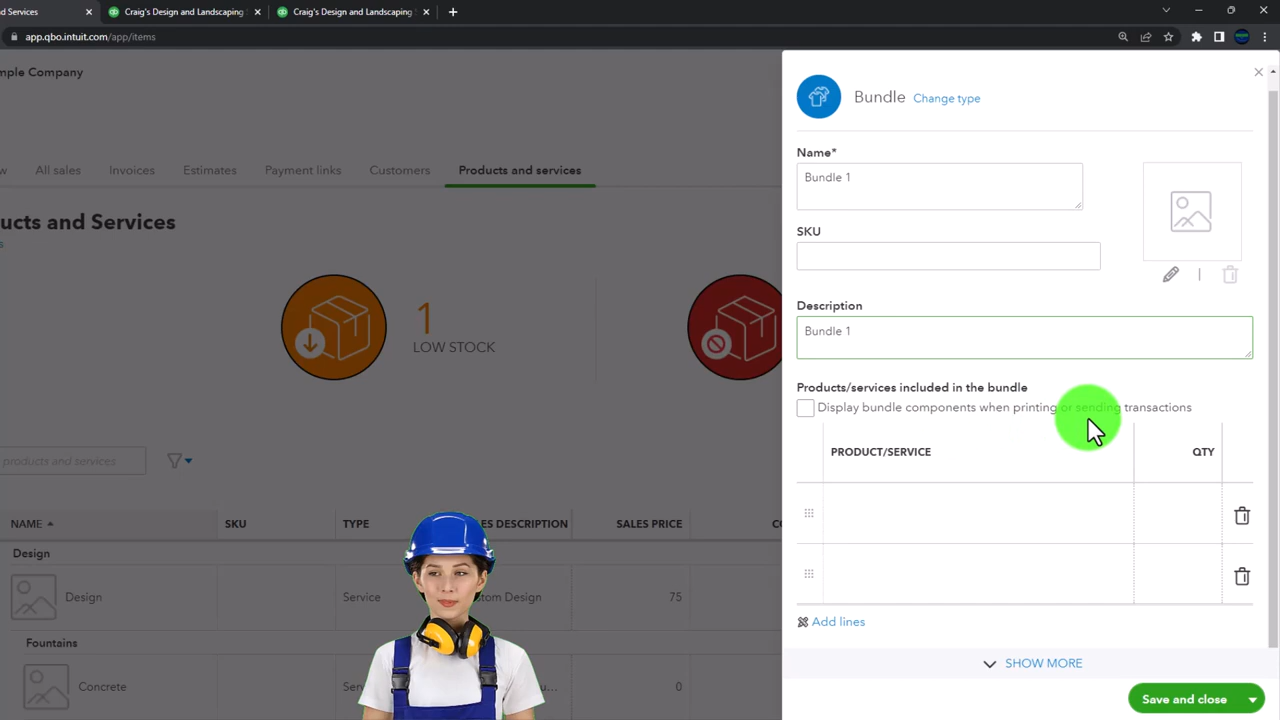 Services
Craig's Design and Landscaping
Craig's Design and Landscaping
app.qbo.intuit.com/app/items
mple Company
w
All sales
Invoices
Estimates
Payment links
Customers
Products and services
ucts and Services
s
1
LOW STOCK
products and services
NAME
SKU
TYPE
ES DESCRIPTION
SALES PRICE
CO
Design
Design
Service
stom Design
75
Fountains
Concrete
Serv
ou...
0
Bundle
Change type
Name*
Bundle 1
SKU
Description
Bundle 1
Products/services included in the bundle
Display bundle components when printing or sending transactions
PRODUCT/SERVICE
QTY
Add lines
SHOW MORE
Save and close